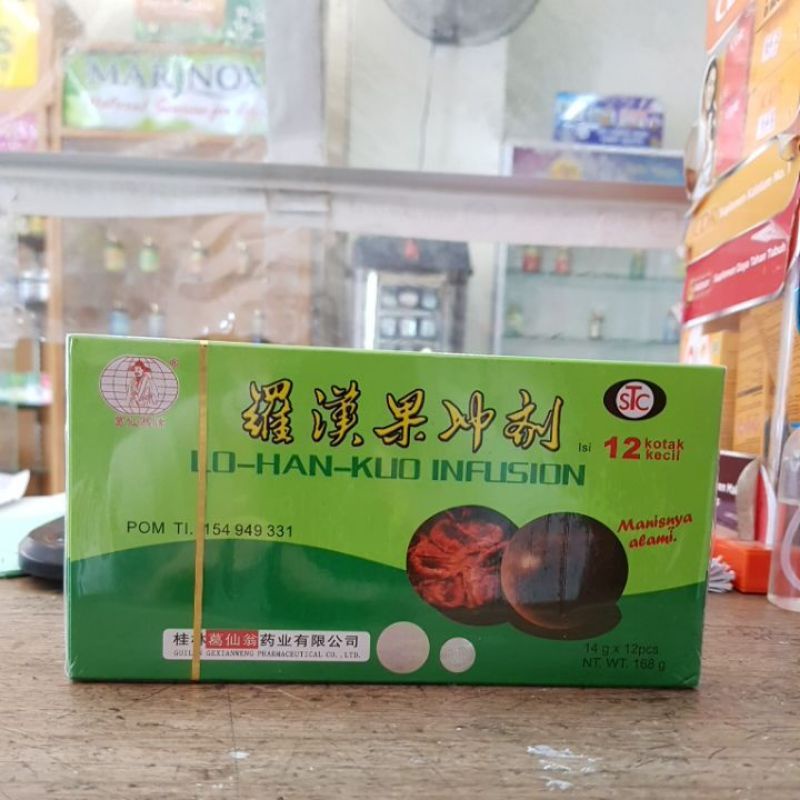 MARINOX
羅漢果冲剂
LO-HAN-KUO INFUSION
STC
Isi 12 kotak kecil
POM TI. 154 949 331
Manisnya alami.
桂林葛仙翁药业有限公司
GUILIN GEXIANWENG PHARMACEUTICAL CO.,LTD.
14 g x 12pcs
NT. WT. 168 g